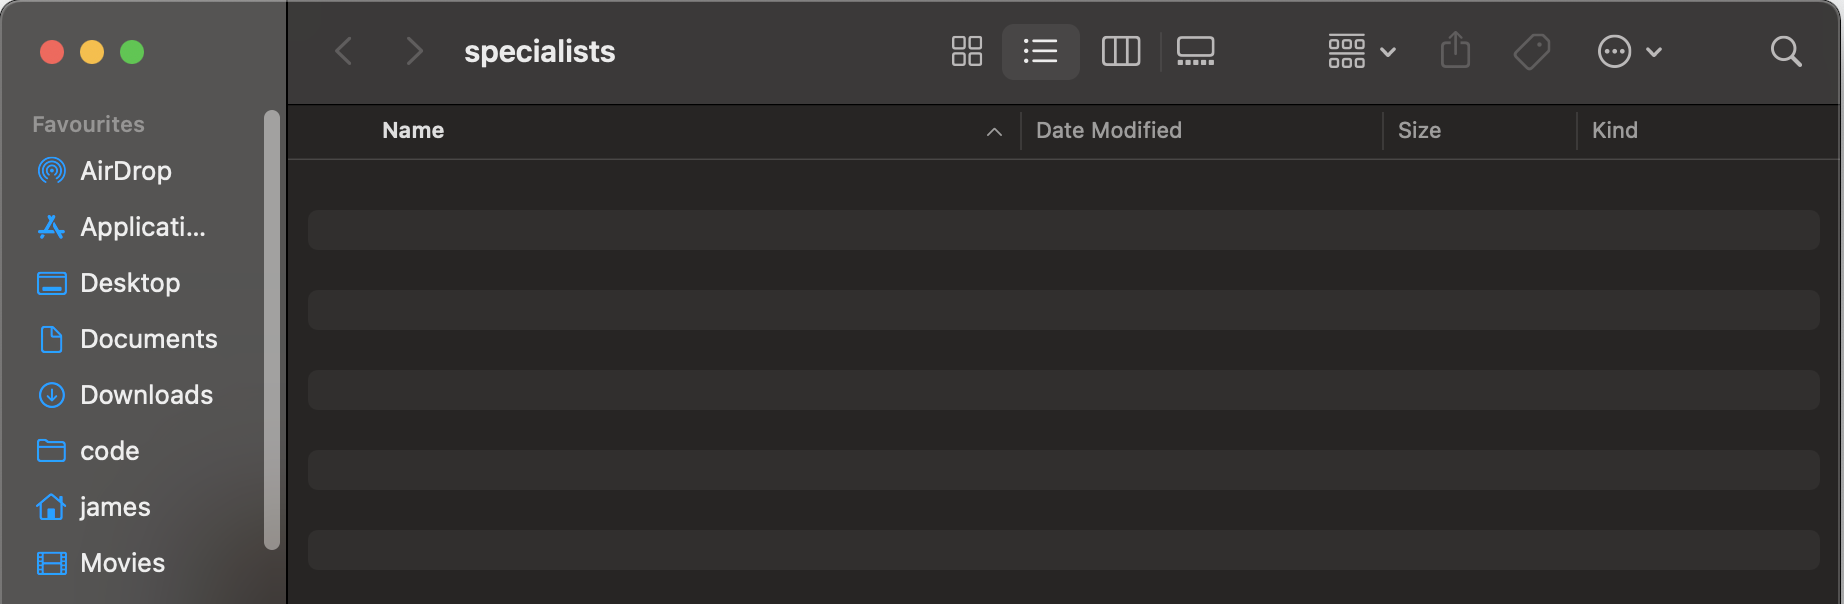 specialists
Favourites
AirDrop
Applicati...
Desktop
Documents
Downloads
code
james
Movies
Name Date Modified Size Kind